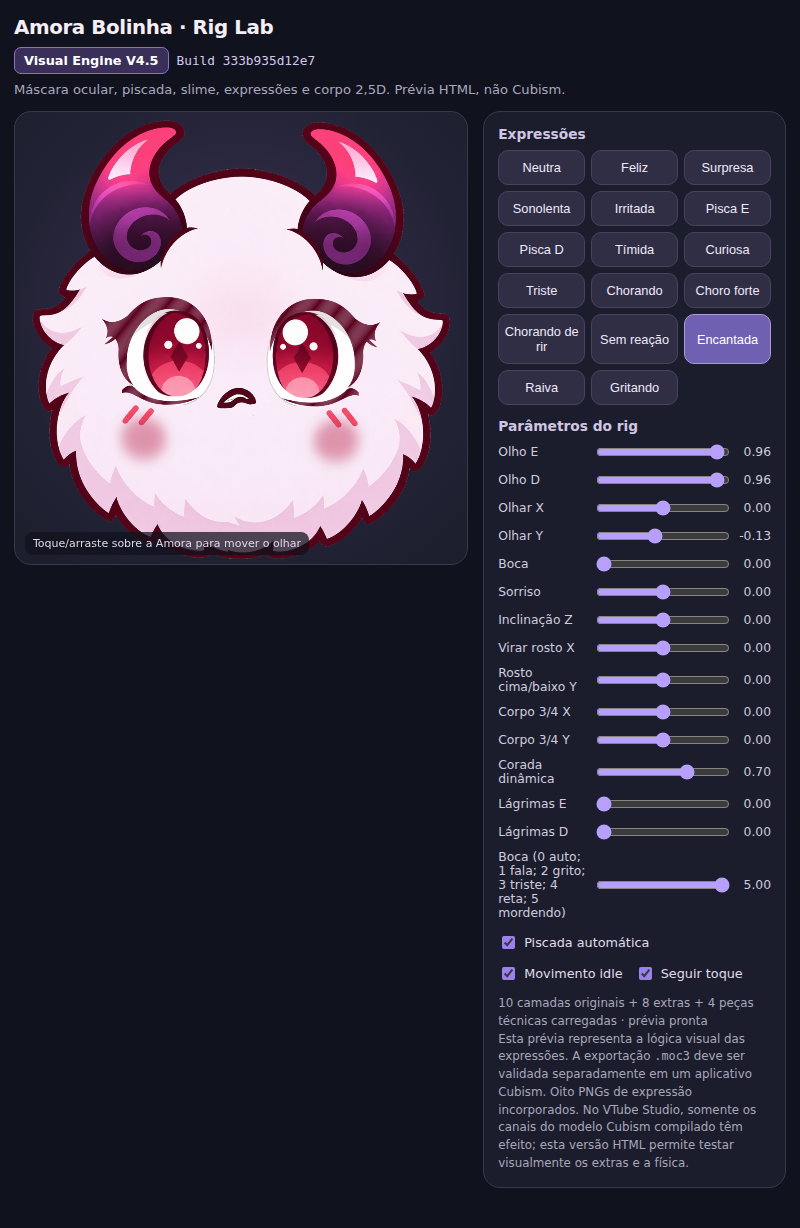 Amora Bolinha · Rig Lab
Visual Engine V4.5 Build 333b935d12e7
Máscara ocular, piscada, slime, expressões e corpo 2,5D. Prévia HTML, não Cubism.
Toque/arraste sobre a Amora para mover o olhar
Expressões
Neutra Feliz Surpresa
Sonolenta Irritada Pisca E
Pisca D Tímida Curiosa
Triste Chorando Choro forte
Chorando de
rir Sem reação Encantada
Raiva Gritando
Parâmetros do rig
Olho E 0.96
Olho D 0.96
Olhar X 0.00
Olhar Y -0.13
Boca 0.00
Sorriso 0.00
Inclinação Z 0.00
Virar rosto X 0.00
Rosto
cima/baixo Y 0.00
Corpo 3/4 X 0.00
Corpo 3/4 Y 0.00
Corada
dinâmica 0.70
Lágrimas E 0.00
Lágrimas D 0.00
Boca (0 auto;
1 fala; 2 grito;
3 triste; 4 5.00
reta; 5
mordendo)
Piscada automática
Movimento idle Seguir toque
10 camadas originais + 8 extras + 4 peças
técnicas carregadas · prévia pronta
Esta prévia representa a lógica visual das
expressões. A exportação .moc3 deve ser
validada separadamente em um aplicativo
Cubism. Oito PNGs de expressão
incorporados. No VTube Studio, somente os
canais do modelo Cubism compilado têm
efeito; esta versão HTML permite testar
visualmente os extras e a física.